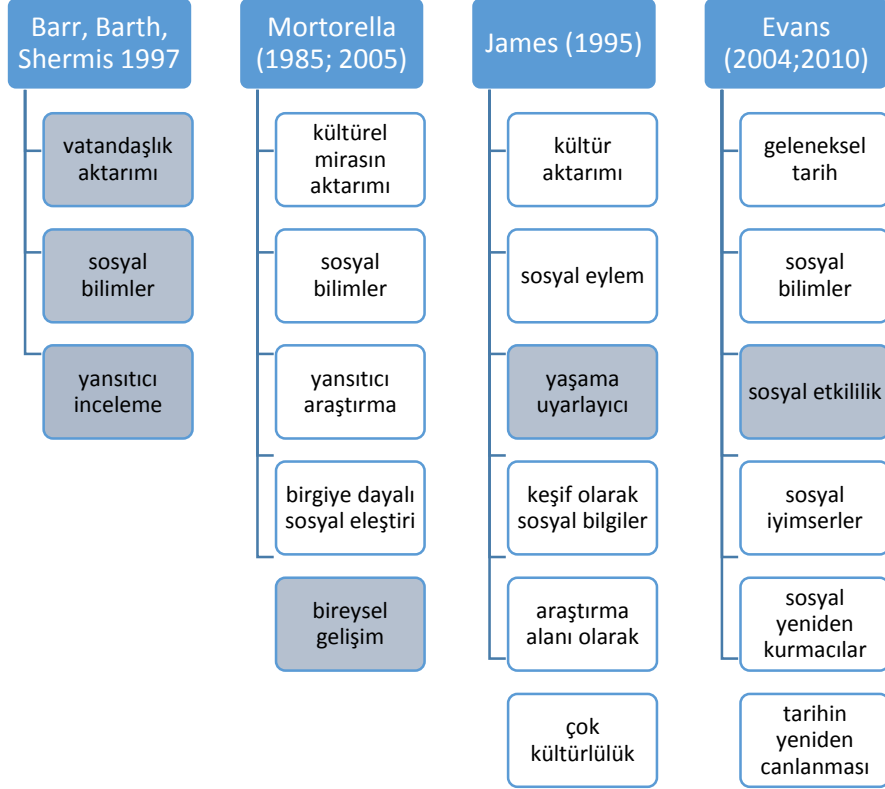 Barr, Barth,
Shermis 1997
vatandaşlık
aktarımı
sosyal
bilimler
yansıtıcı
inceleme
Mortorella
(1985; 2005)
kültürel
mirasın
aktarımı
sosyal
bilimler
yansıtıcı
araştırma
birgiye dayalı
sosyal eleştiri
bireysel
gelişim
James (1995)
kültür
aktarımı
sosyal eylem
yaşama
uyarlayıcı
keşif olarak
sosyal bilgiler
araştırma
alanı olarak
çok
kültürlülük
Evans
(2004;2010)
geleneksel
tarih
sosyal
bilimler
sosyal etkililik
sosyal
iyimserler
sosyal
yeniden
kurmacılar
tarihin
yeniden
canlanması